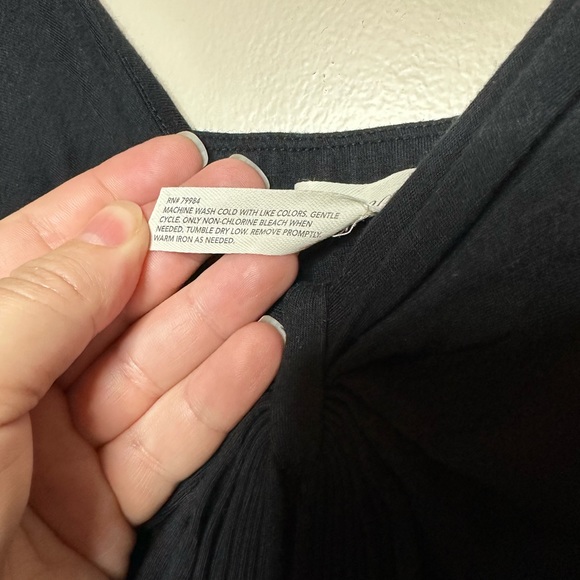 RN# 79984
MACHINE WASH COLD WITH LIKE COLORS. GENTLE
CYCLE. ONLY NON-CHLORINE BLEACH WHEN
NEEDED. TUMBLE DRY LOW. REMOVE PROMPTLY.
WARM IRON AS NEEDED.